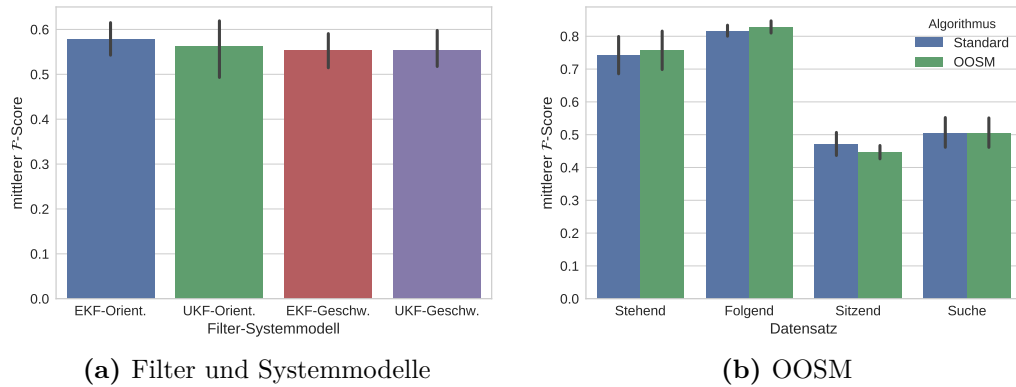 0.6
0.5
0.4
0.3
0.2
0.1
0.0
mittlerer F-Score
EKF-Orient.
UKF-Orient.
EKF-Geschw.
UKF-Geschw.
Filter-Systemmodell
(a) Filter und Systemmodelle
0.8
0.7
0.6
0.5
0.4
0.3
0.2
0.1
0.0
mittlerer F-Score
Algorithmus
Standard
OOSM
Stehend
Folgend
Sitzend
Suche
Datensatz
(b) OOSM